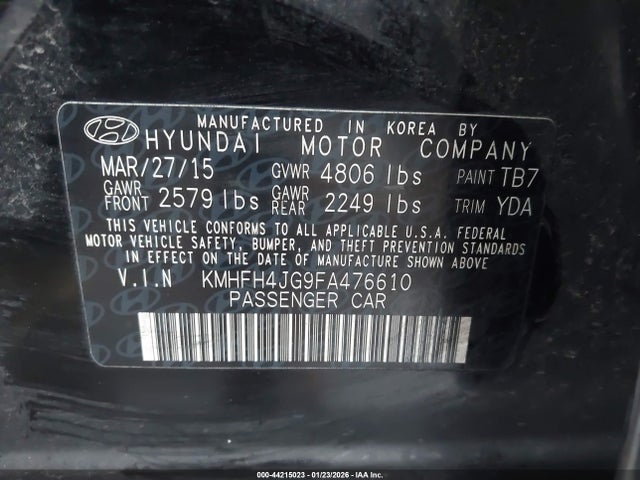 MANUFACTURED IN KOREA BY
HYUNDAI MOTOR COMPANY
MAR/27/15 GVWR 4806 lbs PAINT TB7
GAWR FRONT 2579 lbs GAWR REAR 2249 lbs TRIM YDA
THIS VEHICLE CONFORMS TO ALL APPLICABLE U.S.A. FEDERAL
MOTOR VEHICLE SAFETY, BUMPER, AND THEFT PREVENTION STANDARDS
IN EFFECT ON THE DATE OF MANUFACTURE SHOWN ABOVE
V.I.N KMHFH4JG9FA476610
PASSENGER CAR
000-44215023 - 01/23/2026 - IAA Inc.